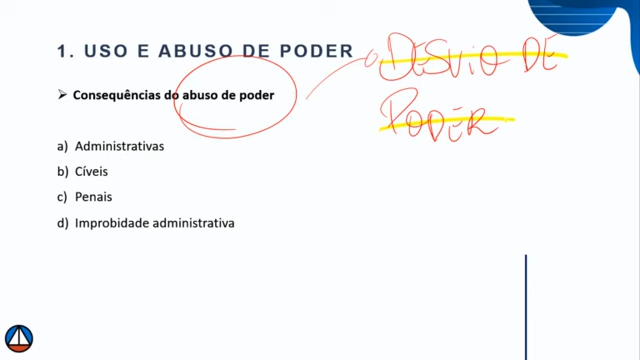 1. USO E ABUSO DE PODER
DESVIO DE
PODER
➢ Consequências do abuso de poder
a) Administrativas
b) Cíveis
c) Penais
d) Improbidade administrativa